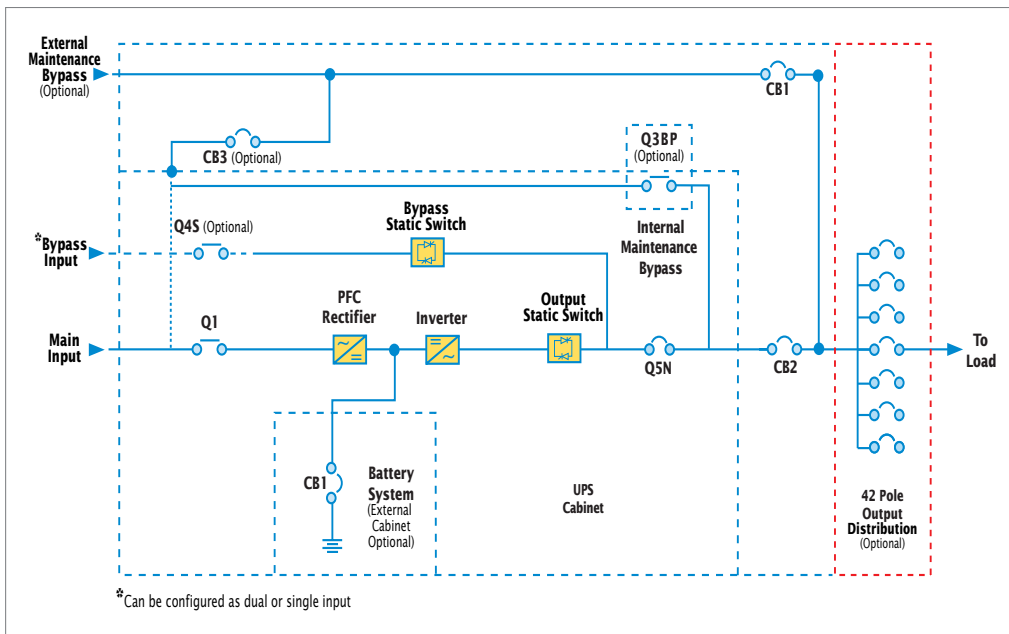 External
Maintenance
Bypass
(Optional)
CB1
CB3 (Optional)
Q3BP
(Optional)
Q4S (Optional)
Bypass
Static Switch
Internal
Maintenance
Bypass
*Bypass
Input
PFC
Rectifier
Inverter
Output
Static Switch
Q1
Main
Input
Q5N
CB2
To
Load
CB1
Battery
System
(External
Cabinet
Optional)
UPS
Cabinet
42 Pole
Output
Distribution
(Optional)
*Can be configured as dual or single input